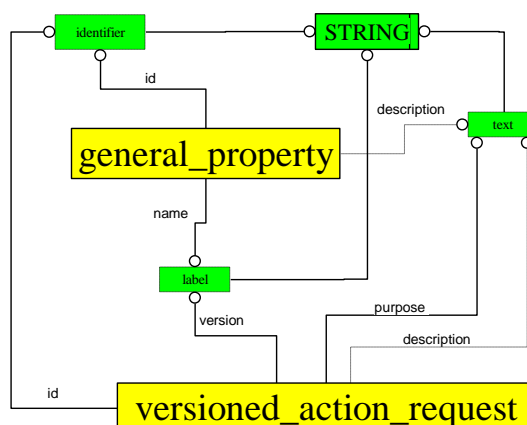 identifier
STRING
id
description
text
general_property
name
label
purpose
version
description
id
versioned_action_request